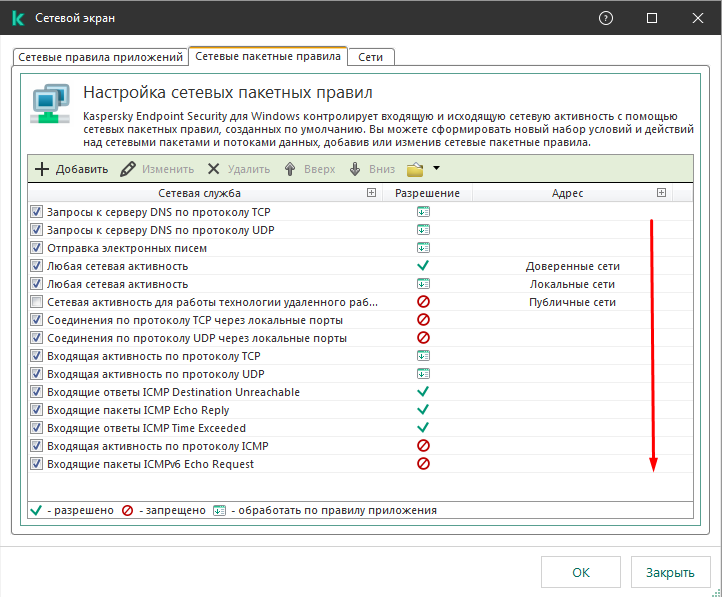 Сетевой экран
Сетевые правила приложений
Сетевые пакетные правила
Сети
Настройка сетевых пакетных правил
Kaspersky Endpoint Security для Windows контролирует входящую и исходящую сетевую активность с помощью
сетевых пакетных правил, созданных по умолчанию. Вы можете сформировать новый набор условий и действий
над сетевыми пакетами и потоками данных, добавив или изменив сетевые пакетные правила.
Добавить Изменить Удалить Вверх Вниз
Сетевая служба Разрешение Адрес
Запросы к серверу DNS по протоколу TCP
Запросы к серверу DNS по протоколу UDP
Отправка электронных писем
Любая сетевая активность Доверенные сети
Любая сетевая активность Локальные сети
Сетевая активность для работы технологии удаленного раб... Публичные сети
Соединения по протоколу TCP через локальные порты
Соединения по протоколу UDP через локальные порты
Входящая активность по протоколу TCP
Входящая активность по протоколу UDP
Входящие ответы ICMP Destination Unreachable
Входящие пакеты ICMP Echo Reply
Входящие ответы ICMP Time Exceeded
Входящая активность по протоколу ICMP
Входящие пакеты ICMPv6 Echo Request
- разрешено - запрещено - обработать по правилу приложения
ОК
Закрыть